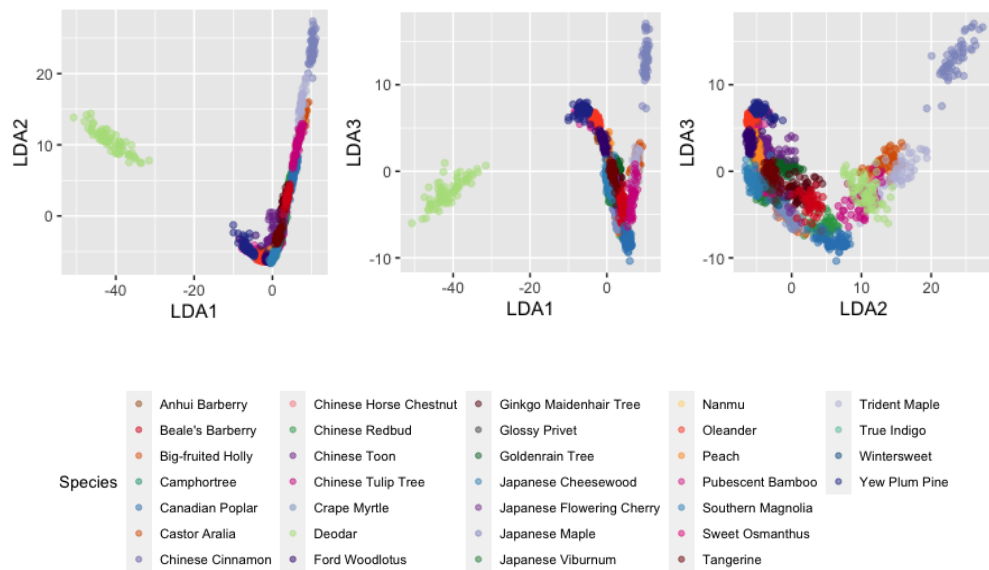 20
10
0
LDA2
-40
-20
0
LDA1
10
0
-10
LDA3
-40
-20
0
LDA1
10
0
-10
LDA3
0
10
20
LDA2
Species
Anhui Barberry
Beale's Barberry
Big-fruited Holly
Camphortree
Canadian Poplar
Castor Aralia
Chinese Cinnamon
Chinese Horse Chestnut
Chinese Redbud
Chinese Toon
Chinese Tulip Tree
Crape Myrtle
Deodar
Ford Woodlotus
Ginkgo Maidenhair Tree
Glossy Privet
Goldenrain Tree
Japanese Cheesewood
Japanese Flowering Cherry
Japanese Maple
Japanese Viburnum
Nanmu
Oleander
Peach
Pubescent Bamboo
Southern Magnolia
Sweet Osmanthus
Tangerine
Trident Maple
True Indigo
Wintersweet
Yew Plum Pine